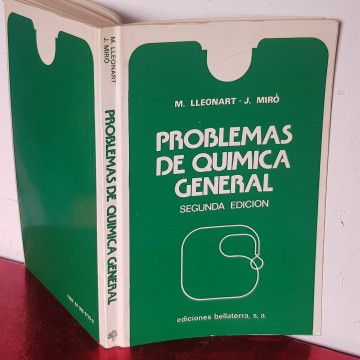 M. LLEONART - J. MIRÓ
PROBLEMAS
DE QUIMICA
GENERAL
SEGUNDA EDICION
ediciones bellaterra, s, a.
M. LLEONART
J. MIRÓ
PROBLEMAS DE QUIMICA GENERAL